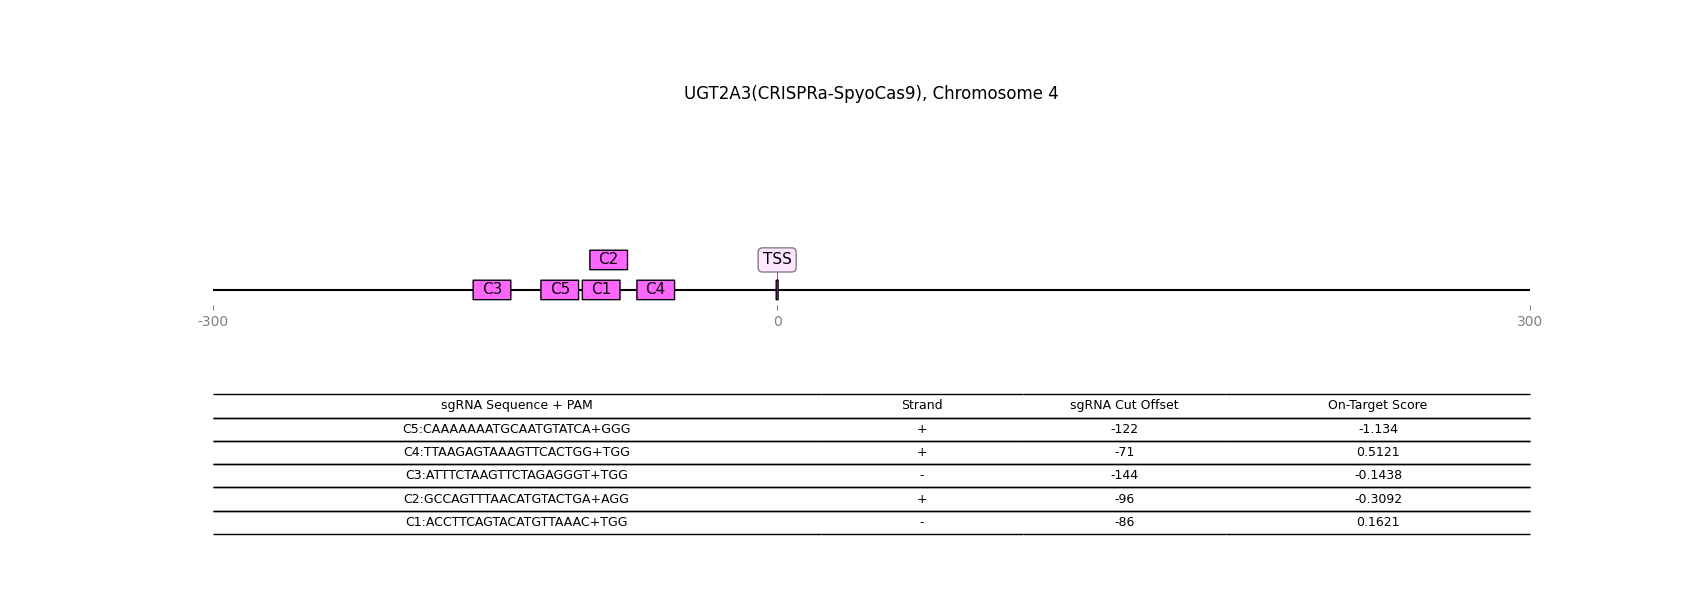 UGT2A3(CRISPRa-SpyoCas9), Chromosome 4
C2 TSS
C3 C5 C1 C4
-300 0 300
sgRNA Sequence + PAM Strand sgRNA Cut Offset On-Target Score
C5:CAAAAAAATGCAATGTATCA+GGG + -122 -1.134
C4:TTAAGAGTAAAGTTCACTGG+TGG + -71 0.5121
C3:ATTTCTAAGTTCTAGAGGGT+TGG - -144 -0.1438
C2:GCCAGTTTAACATGTACTGA+AGG + -96 -0.3092
C1:ACCTTCAGTACATGTTAAAC+TGG - -86 0.1621